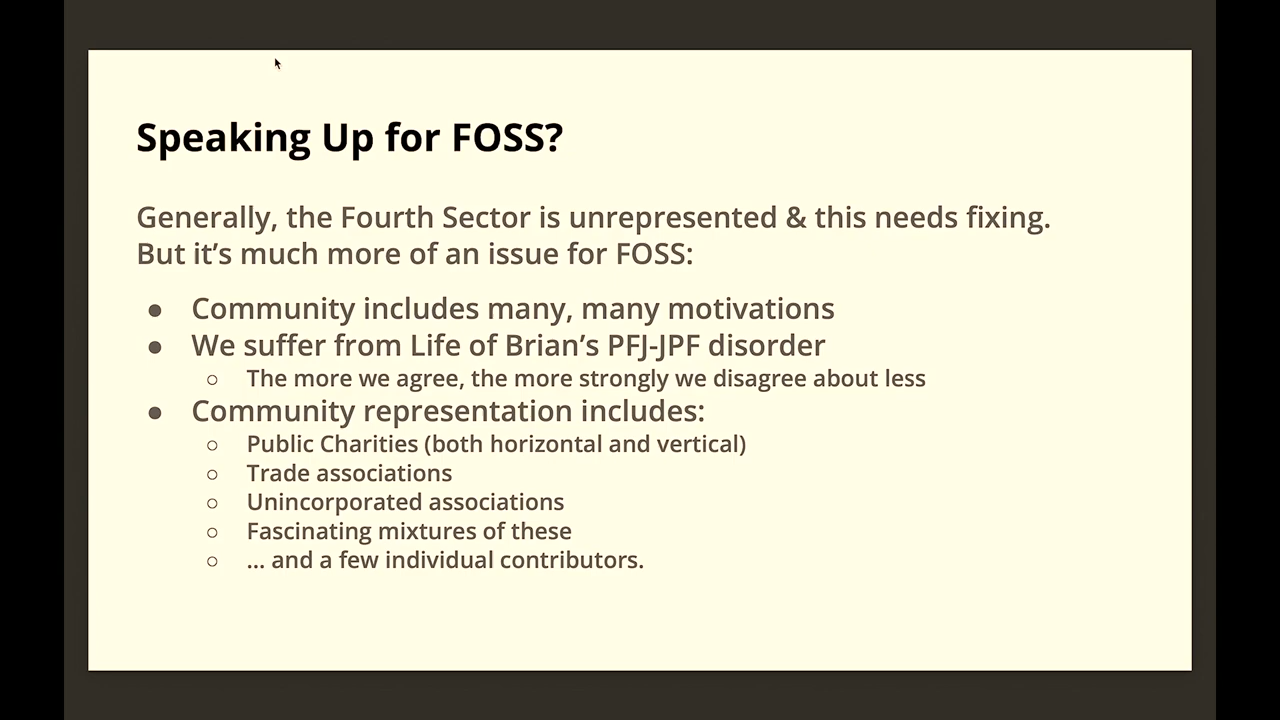 Speaking Up for FOSS?
Generally, the Fourth Sector is unrepresented & this needs fixing.
But it’s much more of an issue for FOSS:
● Community includes many, many motivations
● We suffer from Life of Brian’s PFJ-JPF disorder
○ The more we agree, the more strongly we disagree about less
● Community representation includes:
○ Public Charities (both horizontal and vertical)
○ Trade associations
○ Unincorporated associations
○ Fascinating mixtures of these
○ … and a few individual contributors.